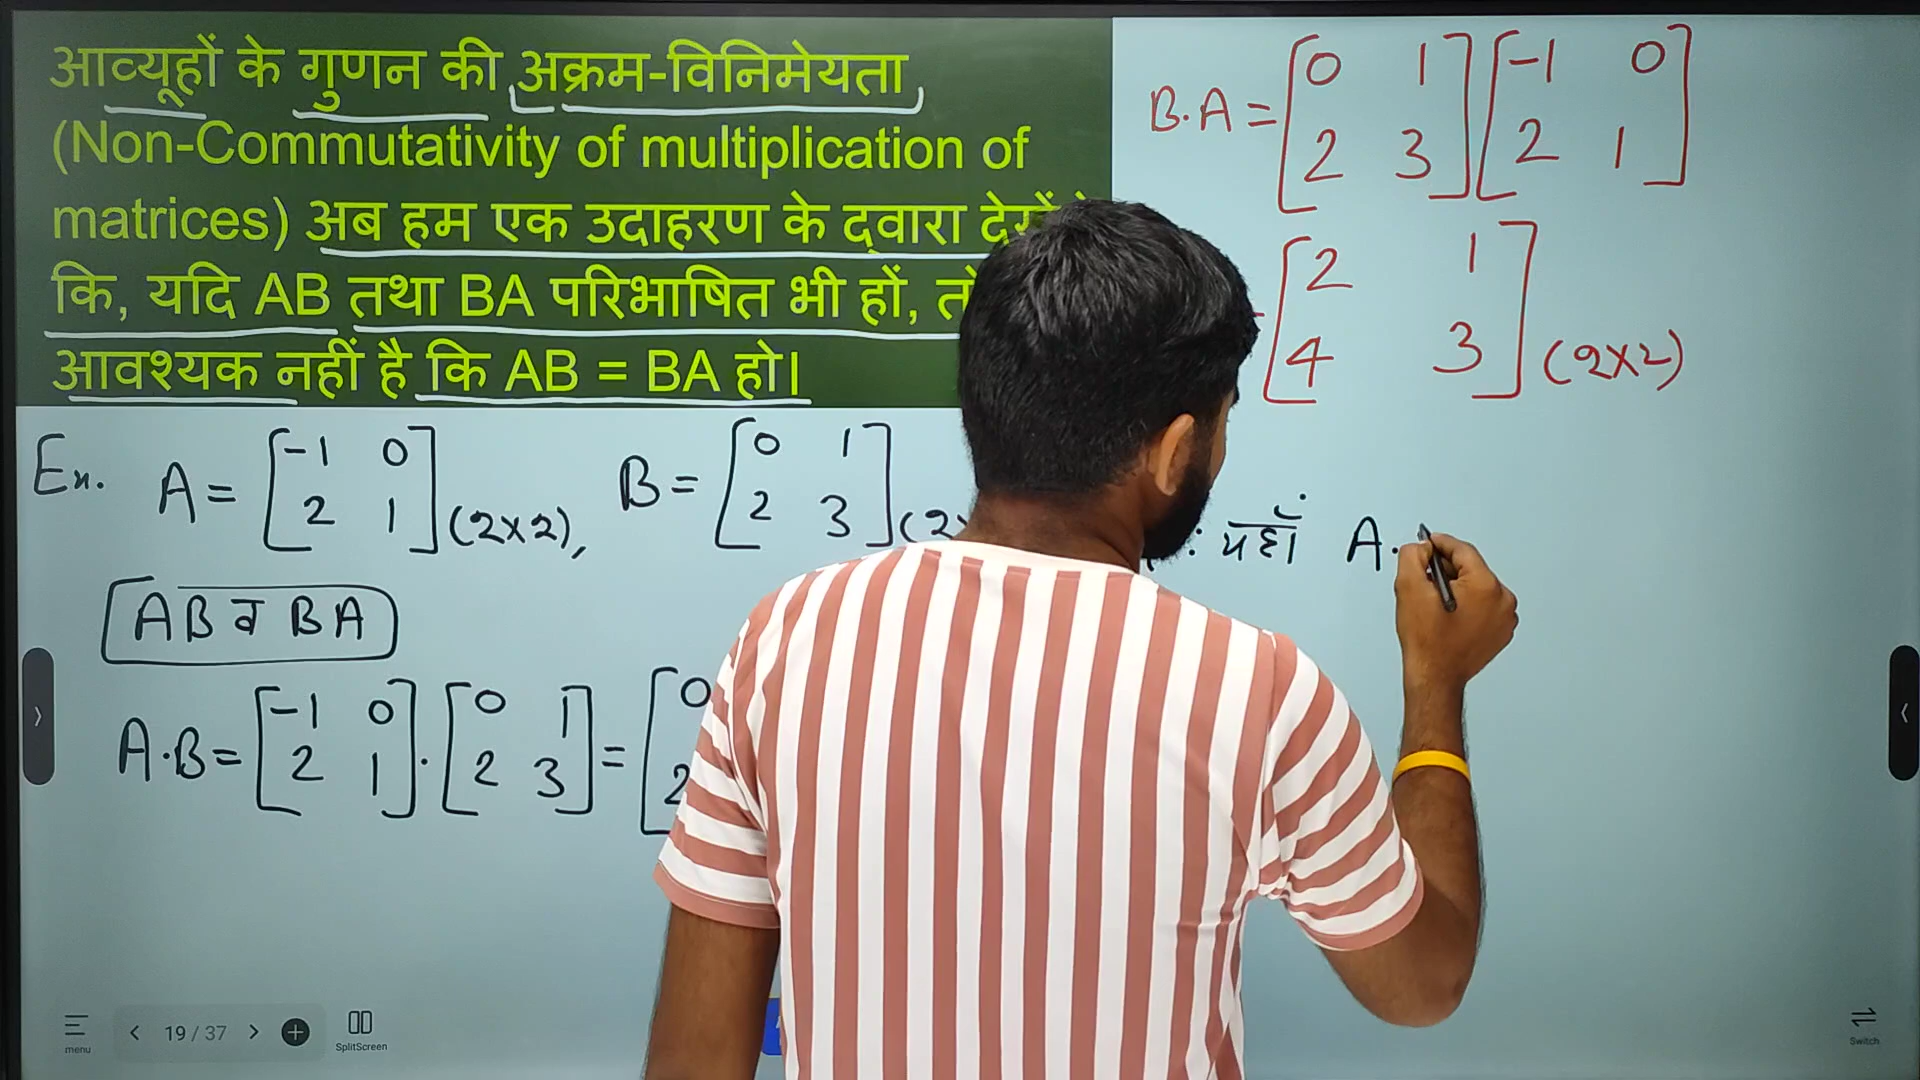 आव्यूहों के गुणन की अक्रम-विनिमेयता
(Non-Commutativity of multiplication of
matrices) अब हम एक उदाहरण के द्वारा
कि, यदि AB तथा BA परिभाषित भी हों,
आवश्यक नहीं है कि AB = BA हो।
Ex. A = [-1 0 2 1] (2×2), B = [0 1 2 3] (2
AB व BA
A·B = [-1 0 2 1] · [0 1 2 3] = [0 2
B.A = [0 1 2 3] [-1 0 2 1]
[2 1 4 3] (2×2)
: यहाँ A.
menu
19 / 37
SplitScreen
Switch